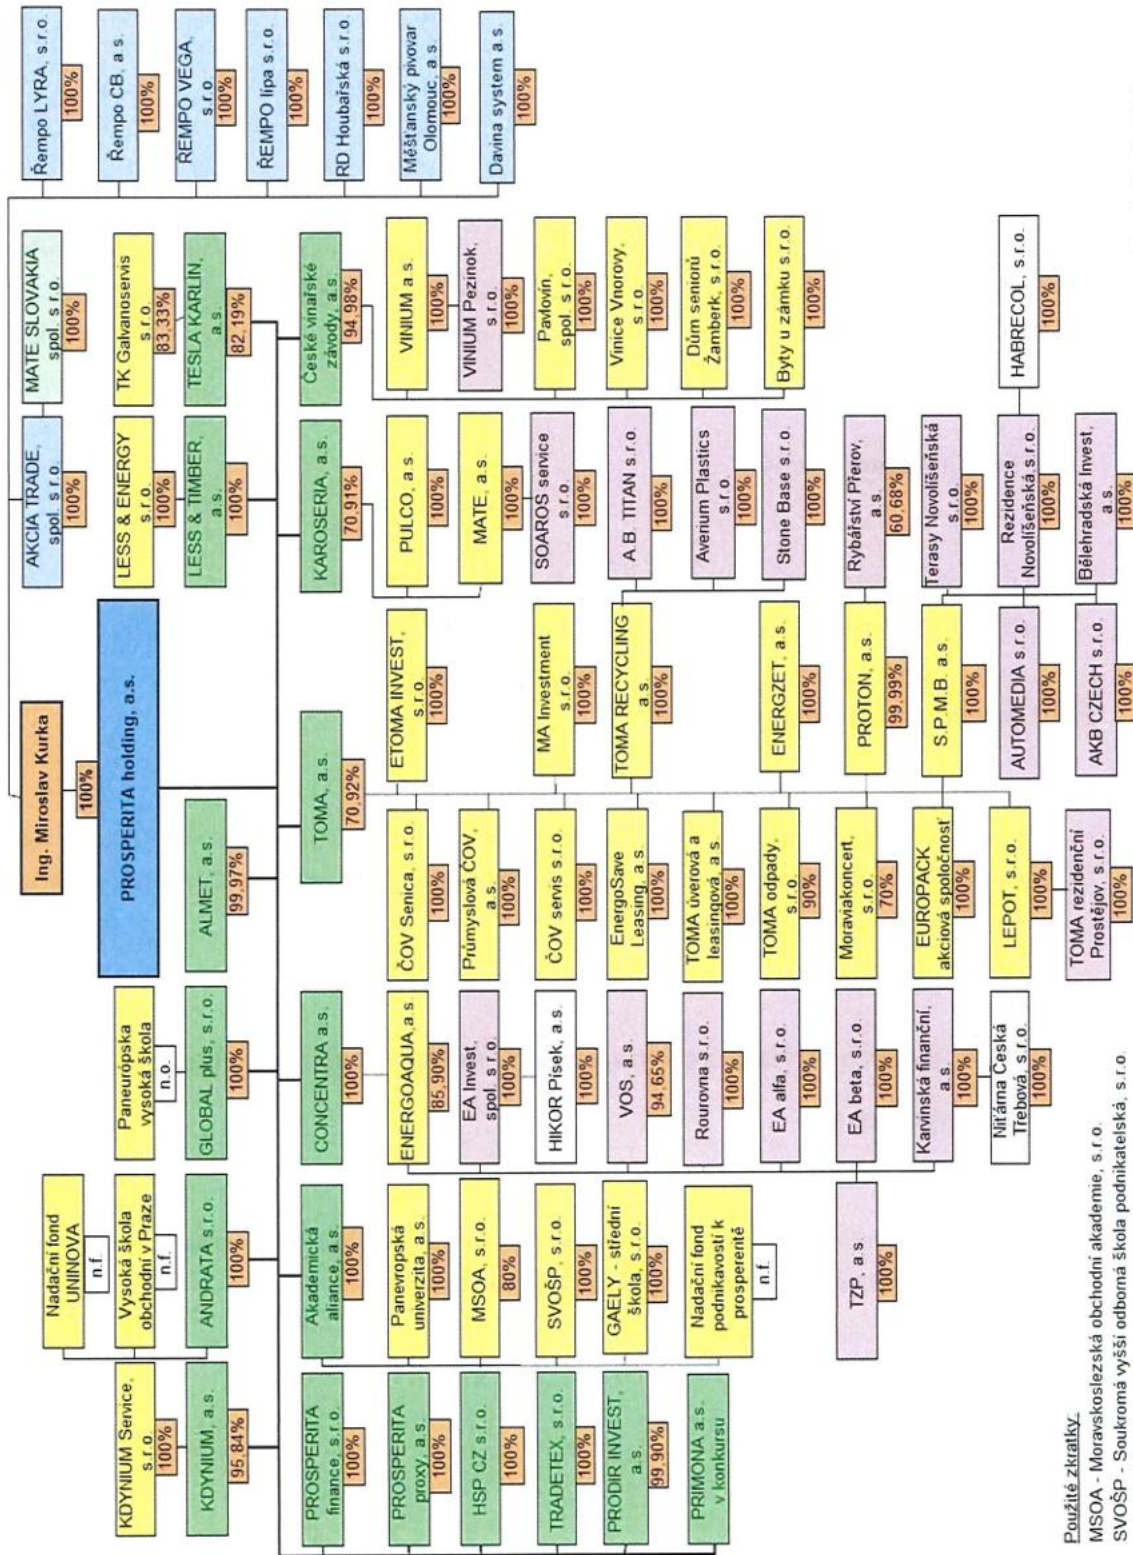 Ing. Miroslav Kurka
100%
PROSPERITA holding, a.s.
AKCIA TRADE,
spol. s r.o.
100%
MATE SLOVAKIA
spol. s r.o.
100%
Řempo LYRA, s.r.o.
100%
Řempo CB, a.s.
100%
ŘEMPO VEGA,
s.r.o.
100%
ŘEMPO lípa s.r.o.
100%
RD Houbařská s.r.o.
100%
Měšťanský pivovar
Olomouc, a.s.
100%
Davina system a.s.
100%
Nadační fond
UNINOVA
n.f.
KDYNIUM Service,
s.r.o.
100%
Vysoká škola
obchodní v Praze
n.f.
Paneurópska
vysoká škola
n.o.
LESS & ENERGY
s.r.o.
100%
TK Galvanoservis
s.r.o.
83,33%
KDYNIUM, a.s.
95,84%
ANDRATA s.r.o.
100%
GLOBAL plus, s.r.o.
100%
ALMET, a.s.
99,97%
LESS & TIMBER,
a.s.
100%
TESLA KARLIN,
a.s.
82,19%
PROSPERITA
finance, s.r.o.
100%
Akademická
aliance, a.s.
100%
CONCENTRA a.s.
100%
TOMA, a.s.
70,92%
KAROSERIA, a.s.
70,91%
České vinařské
závody, a.s.
94,98%
PROSPERITA
proxy, a.s.
100%
HSP CZ s.r.o.
100%
TRADETEX, s.r.o.
100%
PRODIR INVEST,
a.s.
99,90%
PRIMONA a.s.
v konkursu
Panevropská
univerzita, a.s.
100%
MSOA, s.r.o.
80%
SVOŠP, s.r.o.
100%
GAELY - střední
škola, s.r.o.
100%
Nadační fond
podnikavosti k
prosperitě
n.f.
TZP, a.s.
100%
ENERGOAQUA,a.s
85,90%
EA Invest,
spol. s r.o.
100%
HIKOR Písek, a.s.
100%
VOS, a.s.
94,65%
Rourovna s.r.o.
100%
EA alfa, s.r.o.
100%
EA beta, s.r.o.
100%
Karvinská finanční,
a.s.
100%
Niťárna Česká
Třebová, s.r.o.
100%
ČOV Senica, s.r.o.
100%
Průmyslová ČOV,
a.s.
100%
ČOV servis s.r.o.
100%
EnergoSave
Leasing, a.s.
100%
TOMA úverová a
leasingová, a.s.
100%
TOMA odpady,
s.r.o.
90%
Moraviakoncert,
s.r.o.
70%
EUROPACK
akciová spoločnosť
100%
LEPOT, s.r.o.
100%
TOMA rezidenční
Prostějov, s.r.o.
100%
ETOMA INVEST,
s.r.o.
100%
MA Investment
s.r.o.
100%
TOMA RECYCLING
a.s.
100%
ENERGZET, a.s.
100%
PROTON, a.s.
99.99%
S.P.M.B. a.s.
100%
AUTOMEDIA s.r.o.
100%
AKB CZECH s.r.o.
100%
PULCO, a.s.
100%
MATE, a.s.
100%
SOAROS service
s.r.o.
100%
A.B. TITAN s.r.o.
100%
Averium Plastics
s.r.o.
100%
Stone Base s.r.o.
100%
Rybářství Přerov,
a.s.
60,68%
Terasy Novolíšeňská
s.r.o.
100%
Rezidence
Novolíšeňská s.r.o.
100%
Bělehradská Invest,
a.s.
100%
VINIUM a.s.
100%
VINIUM Pezinok,
s.r.o.
100%
Pavlovín,
spol. s r.o.
100%
Vinice Vnorovy,
s.r.o.
100%
Dům seniorů
Žamberk, s.r.o.
100%
Byty u zámku s.r.o.
100%
HABRECOL, s.r.o.
100%
Použité zkratky:
MSOA - Moravskoslezská obchodní akademie, s.r.o.
SVOŠP - Soukromá vyšší odborná škola podnikatelská, s.r.o.